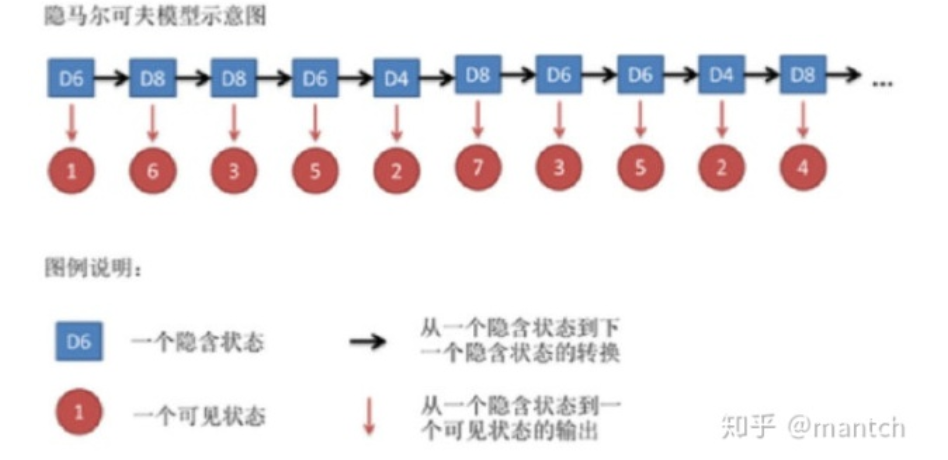 隐马尔可夫模型示意图
D6 D8 D8 D6 D4 D8 D6 D6 D4 D8 ...
1 6 3 5 2 7 3 5 2 4
图例说明：
D6 一个隐含状态
从一个隐含状态到下
一个隐含状态的转换
1 一个可见状态
从一个隐含状态到一
个可见状态的输出
知乎 @mantch